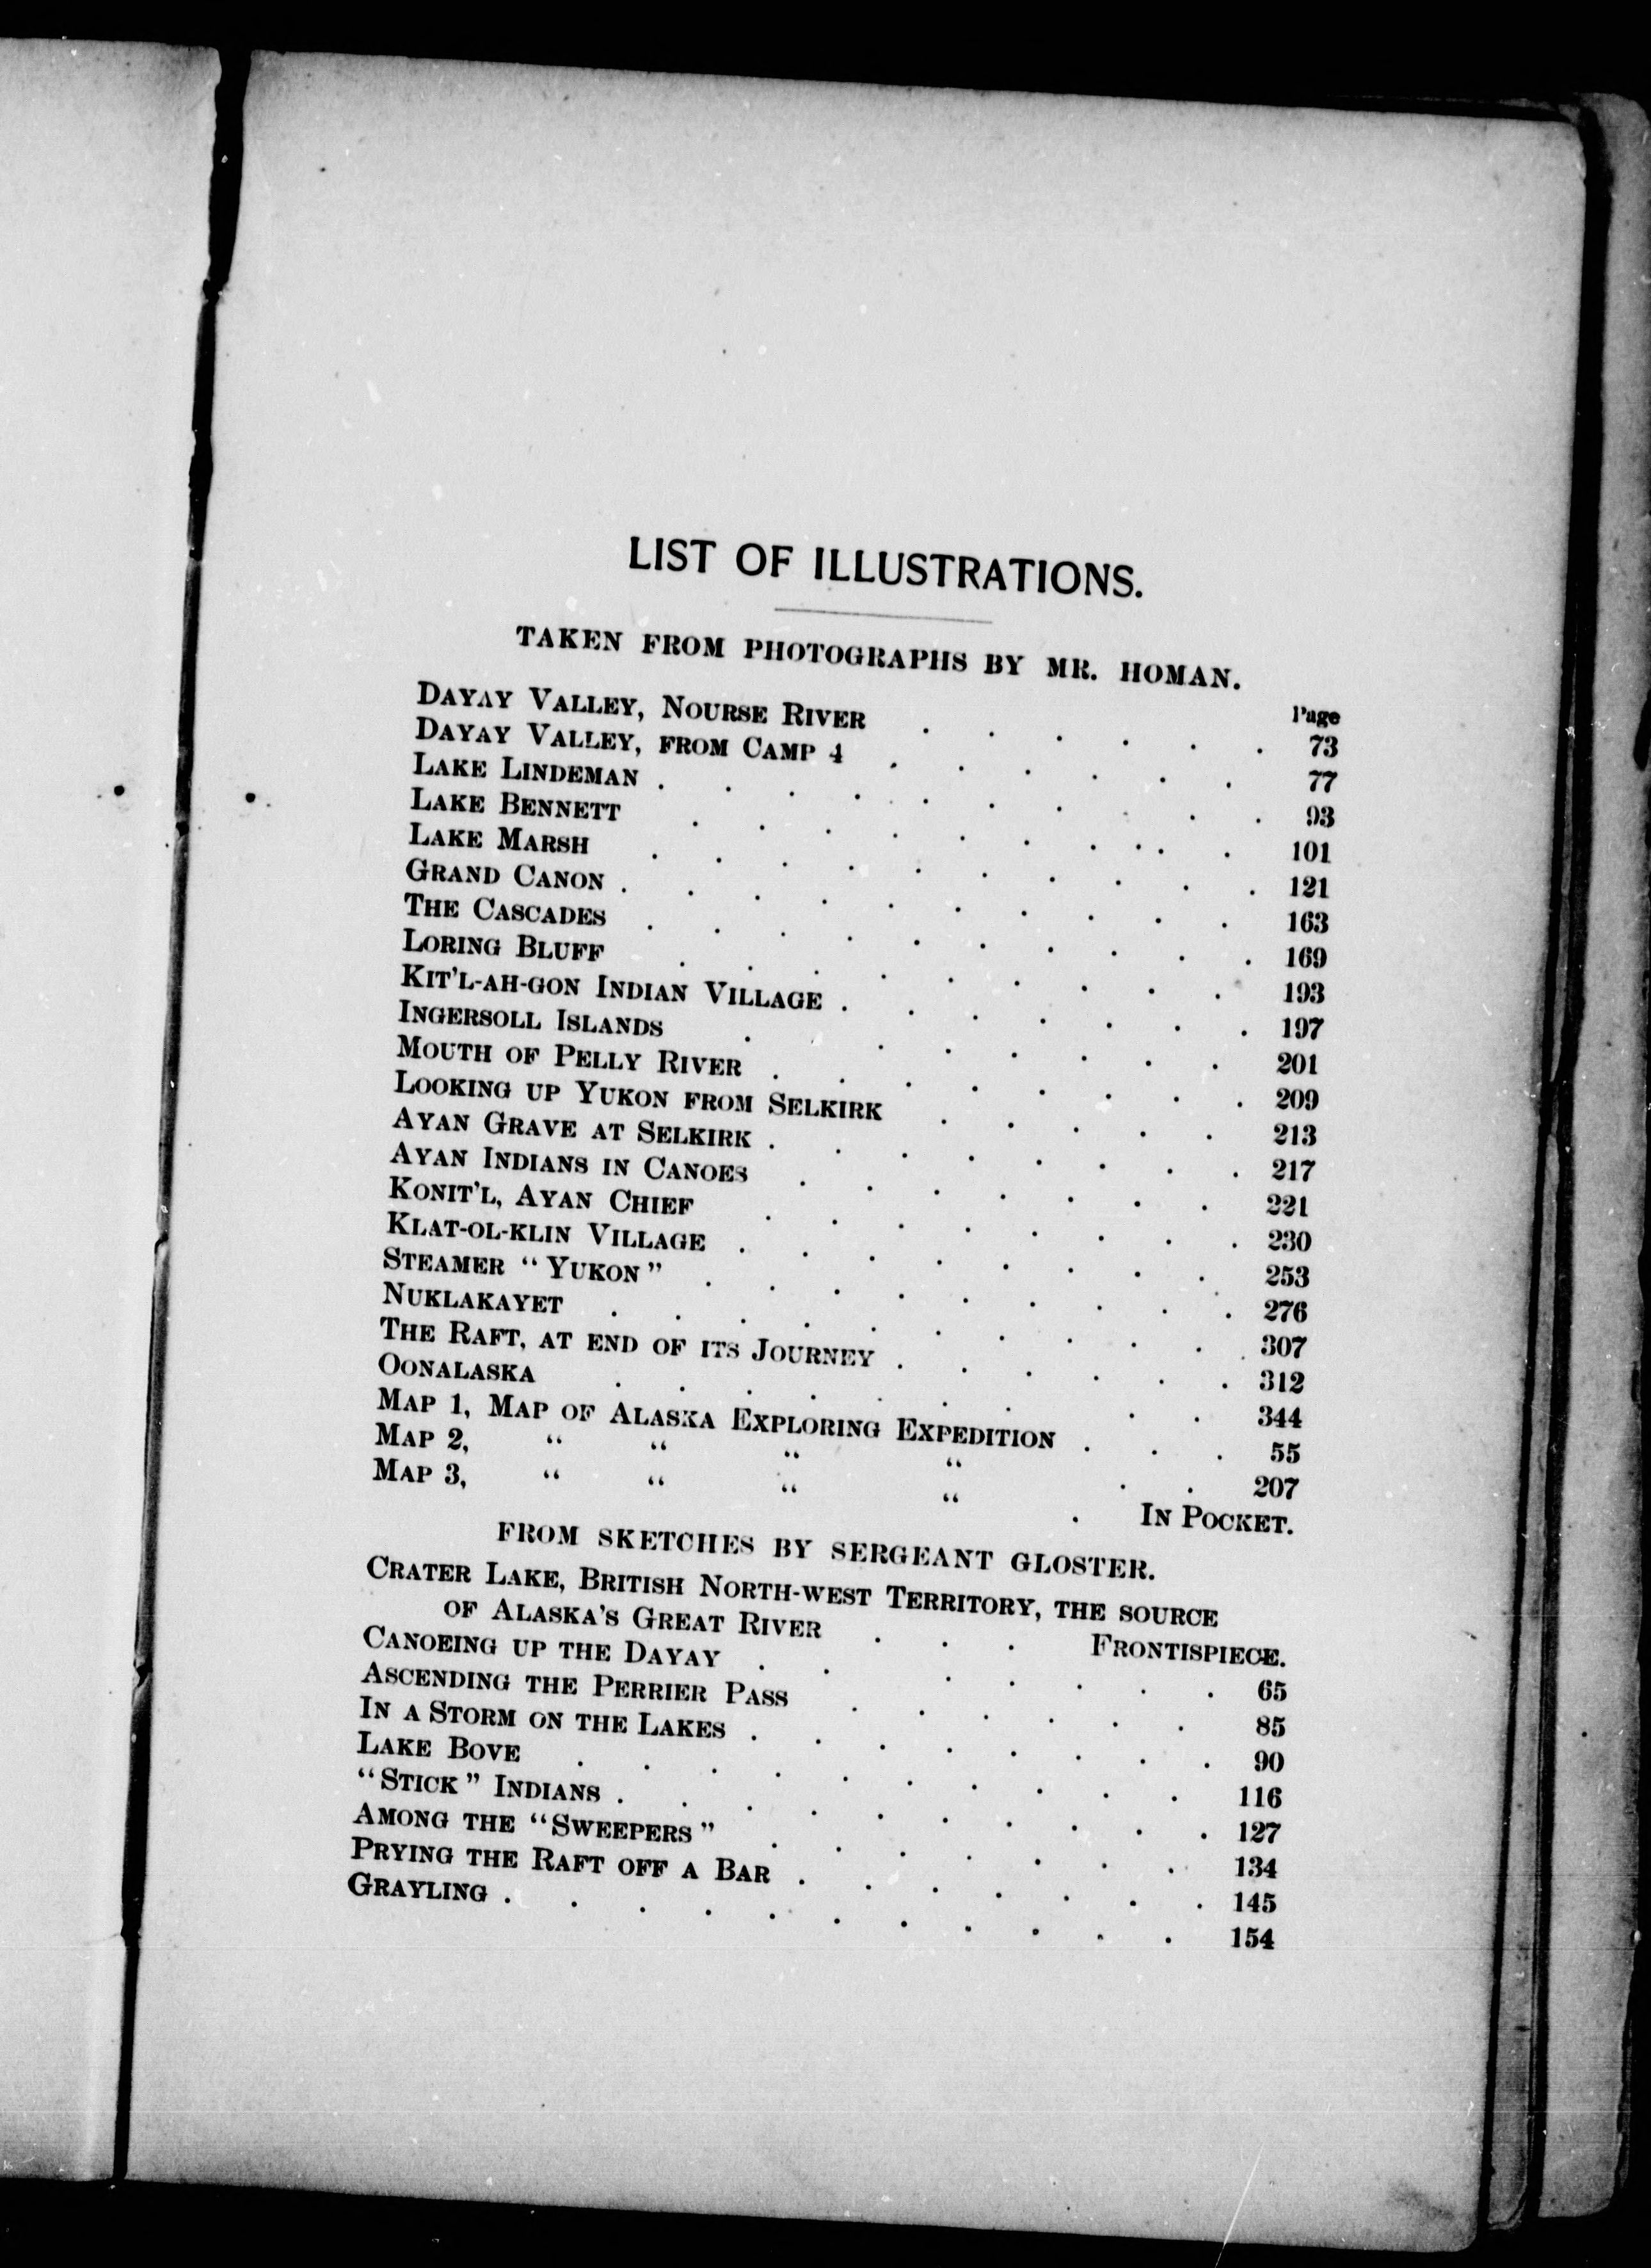 LIST OF ILLUSTRATIONS.
TAKEN FROM PHOTOGRAPHS BY MR. HOMAN.
Page
DAYAY VALLEY, NOURSE RIVER . . . . . . 73
DAYAY VALLEY, FROM CAMP 4 . . . . . . 77
LAKE LINDEMAN . . . . . . . . . 93
LAKE BENNETT . . . . . . . . . 101
LAKE MARSH . . . . . . . . . 121
GRAND CANON . . . . . . . . . 163
THE CASCADES . . . . . . . . . 169
LORING BLUFF . . . . . . . . . 193
KIT'L-AH-GON INDIAN VILLAGE . . . . . . . 197
INGERSOLL ISLANDS . . . . . . . . 201
MOUTH OF PELLY RIVER . . . . . . . . 209
LOOKING UP YUKON FROM SELKIRK . . . . . 213
AYAN GRAVE AT SELKIRK . . . . . . . . 217
AYAN INDIANS IN CANOES . . . . . . . 221
KONIT'L, AYAN CHIEF . . . . . . . . 230
KLAT-OL-KLIN VILLAGE . . . . . . . . 253
STEAMER “YUKON” . . . . . . . . . 276
NUKLAKAYET . . . . . . . . . . 307
THE RAFT, AT END OF ITS JOURNEY . . . . . . 312
OONALASKA . . . . . . . . . 344
MAP 1, MAP OF ALASKA EXPLORING EXPEDITION . . . 55
MAP 2, “ “ “ “ . . 207
MAP 3, “ “ “ “ . IN POCKET.
FROM SKETCHES BY SERGEANT GLOSTER.
CRATER LAKE, BRITISH NORTH-WEST TERRITORY, THE SOURCE
OF ALASKA'S GREAT RIVER . . . FRONTISPIECE.
CANOEING UP THE DAYAY . . . . . . . 65
ASCENDING THE PERRIER PASS . . . . . . 85
IN A STORM ON THE LAKES . . . . . . . . 90
LAKE BOVE . . . . . . . . . . 116
“STICK” INDIANS . . . . . . . . . . 127
AMONG THE “SWEEPERS” . . . . . . . 134
PRYING THE RAFT OFF A BAR . . . . . . . 145
GRAYLING . . . . . . . . . . . 154